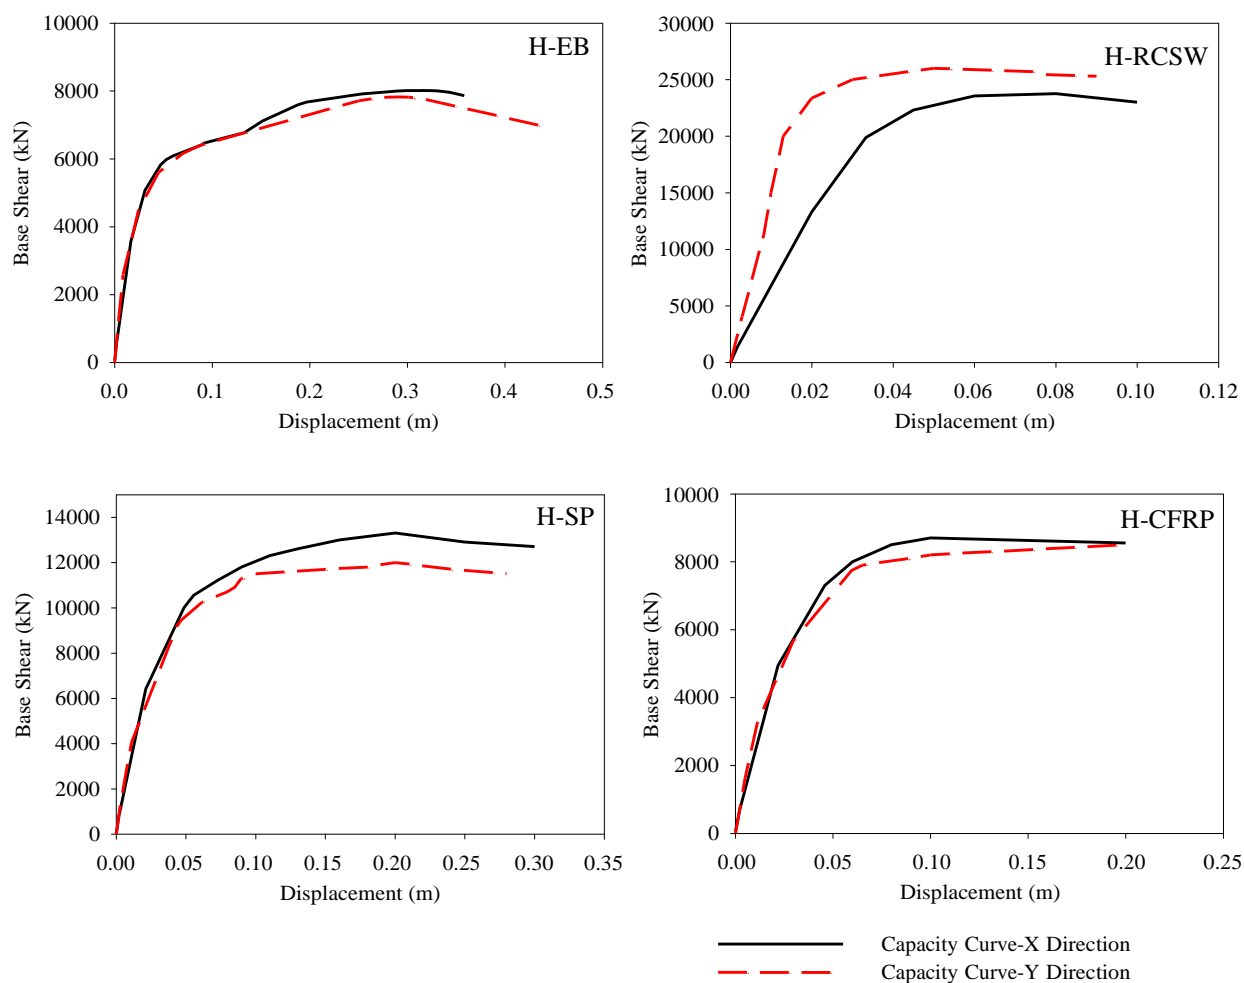 H-EB
Base Shear (kN)
10000
8000
6000
4000
2000
0
0.0 0.1 0.2 0.3 0.4 0.5
Displacement (m)
H-RCSW
Base Shear (kN)
30000
25000
20000
15000
10000
5000
0
0.00 0.02 0.04 0.06 0.08 0.10 0.12
Displacement (m)
H-SP
Base Shear (kN)
14000
12000
10000
8000
6000
4000
2000
0
0.00 0.05 0.10 0.15 0.20 0.25 0.30 0.35
Displacement (m)
H-CFRP
Base Shear (kN)
10000
8000
6000
4000
2000
0
0.00 0.05 0.10 0.15 0.20 0.25
Displacement (m)
Capacity Curve-X Direction
Capacity Curve-Y Direction